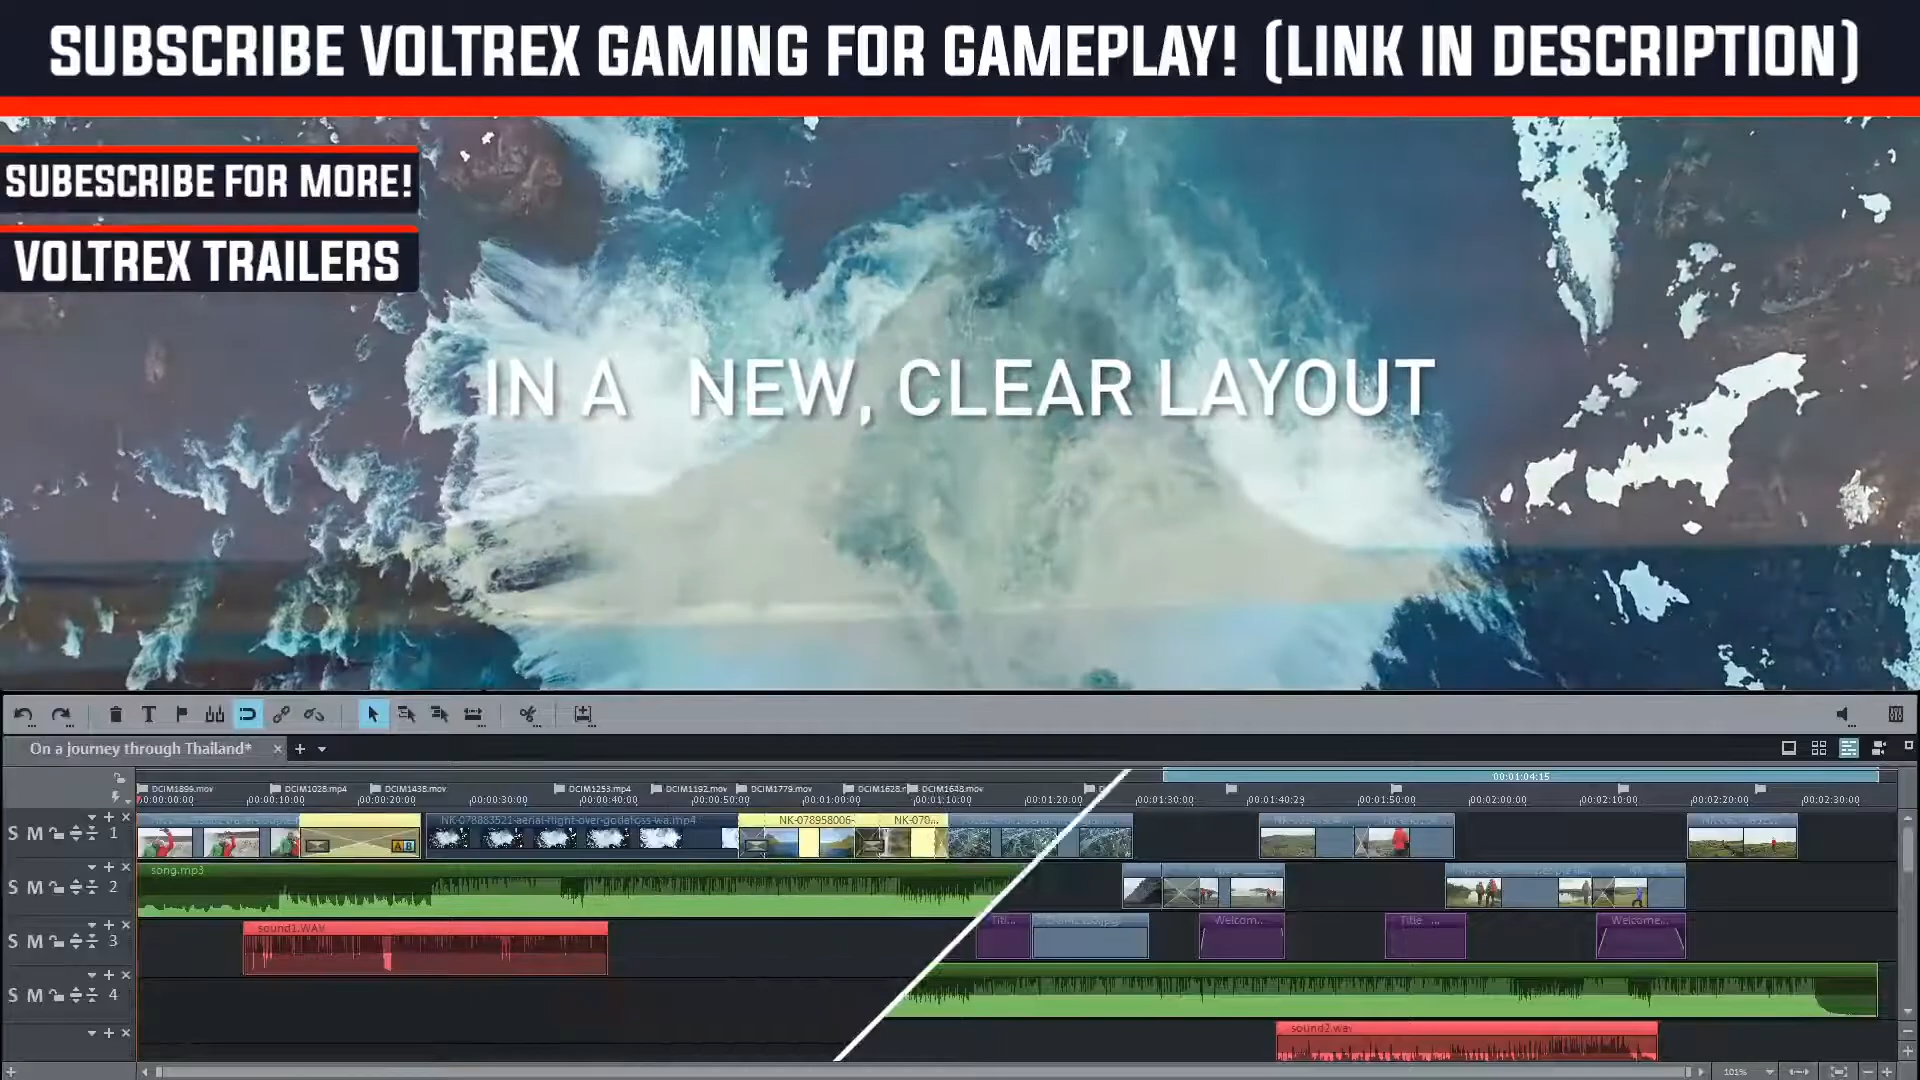 SUBSCRIBE VOLTREX GAMING FOR GAMEPLAY! (LINK IN DESCRIPTION)
SUBESCRIBE FOR MORE!
VOLTREX TRAILERS
IN A NEW, CLEAR LAYOUT
On a journey through Thailand*
00:01:04:15
DCIM1899.mov DCIM1028.mp4 DCIM1438.mov DCIM1253.mp4 DCIM1192.mov DCIM1779.mov DCIM1628.m DCIM1648.mov
00:00:00:00 00:00:10:00 00:00:20:00 00:00:30:00 00:00:40:00 00:00:50:00 00:01:00:00 00:01:10:00 00:01:20:00 00:01:30:00 00:01:40:29 00:01:50:00 00:02:00:00 00:02:10:00 00:02:20:00 00:02:30:00
S M 1
NK-078883521-aerial-flight-over-godafoss-wa.mp4 NK-078958006- NK-070...
AB
S M 2
song.mp3
S M 3
sound1.WAV
Titl... Welcom... Title ... Welcome...
S M 4
sound2.wav
101%